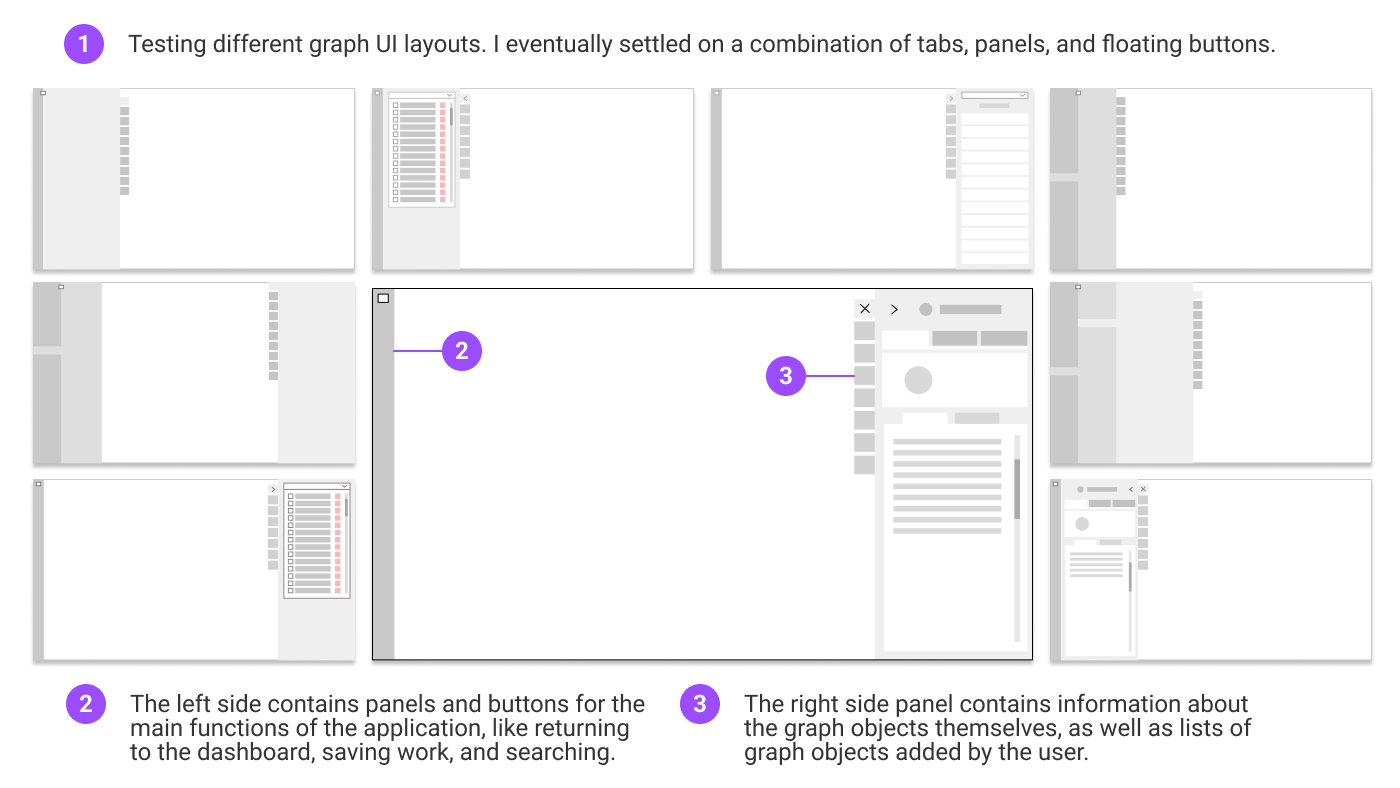 1 Testing different graph UI layouts. I eventually settled on a combination of tabs, panels, and floating buttons.
2
3
2 The left side contains panels and buttons for the
main functions of the application, like returning
to the dashboard, saving work, and searching.
3 The right side panel contains information about
the graph objects themselves, as well as lists of
graph objects added by the user.